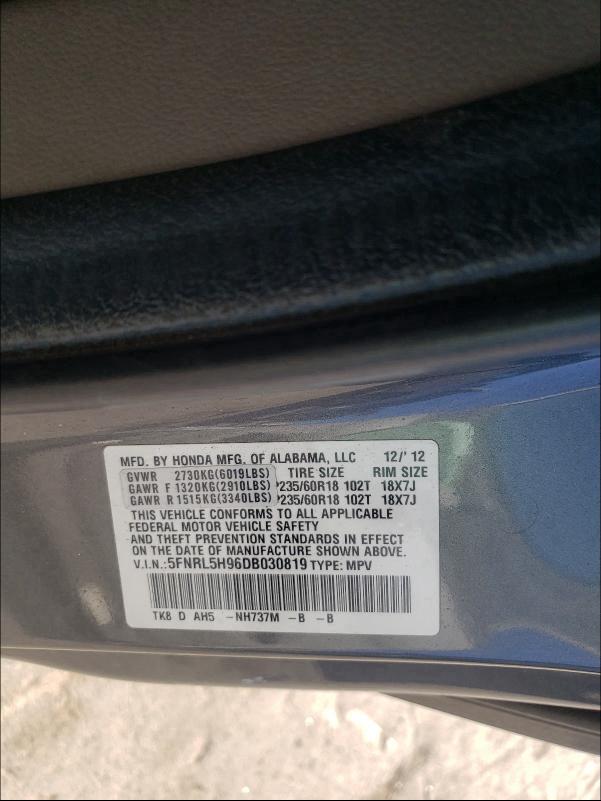 MFD. BY HONDA MFG. OF ALABAMA, LLC 12/'12
GVWR 2730KG(6019LBS) TIRE SIZE RIM SIZE
GAWR F 1320KG(2910LBS) P235/60R18 102T 18X7J
GAWR R 1515KG(3340LBS) P235/60R18 102T 18X7J
THIS VEHICLE CONFORMS TO ALL APPLICABLE
FEDERAL MOTOR VEHICLE SAFETY
AND THEFT PREVENTION STANDARDS IN EFFECT
ON THE DATE OF MANUFACTURE SHOWN ABOVE.
V.I.N.:5FNRL5H96DB030819 TYPE: MPV
TK8 D AH5 -NH737M -B -B